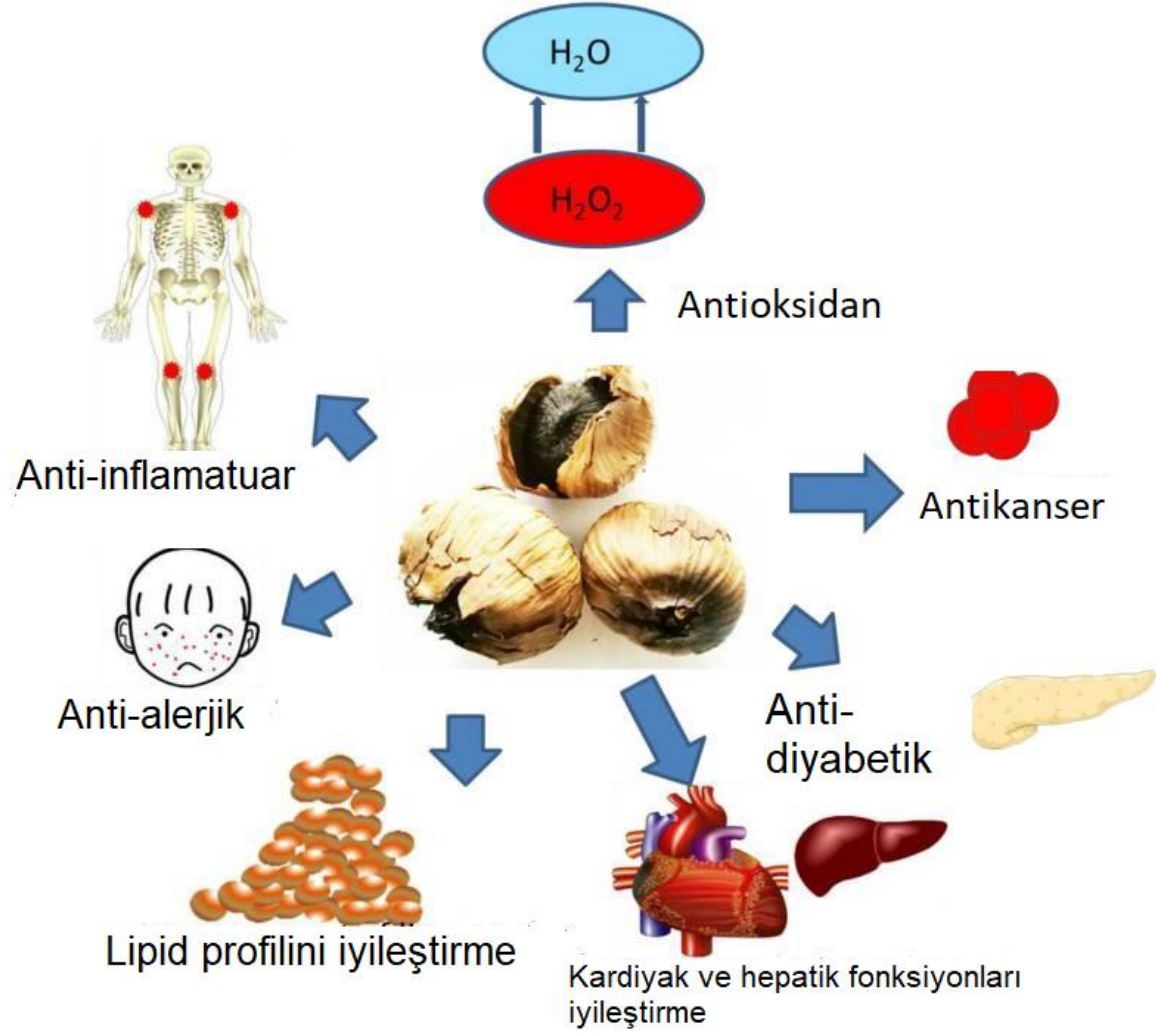 H₂O
H₂O₂
Antioksidan
Anti-inflamatuar
Antikanser
Anti-alerjik
Anti-
diyabetik
Lipid profilini iyileştirme
Kardiyak ve hepatik fonksiyonları
iyileştirme